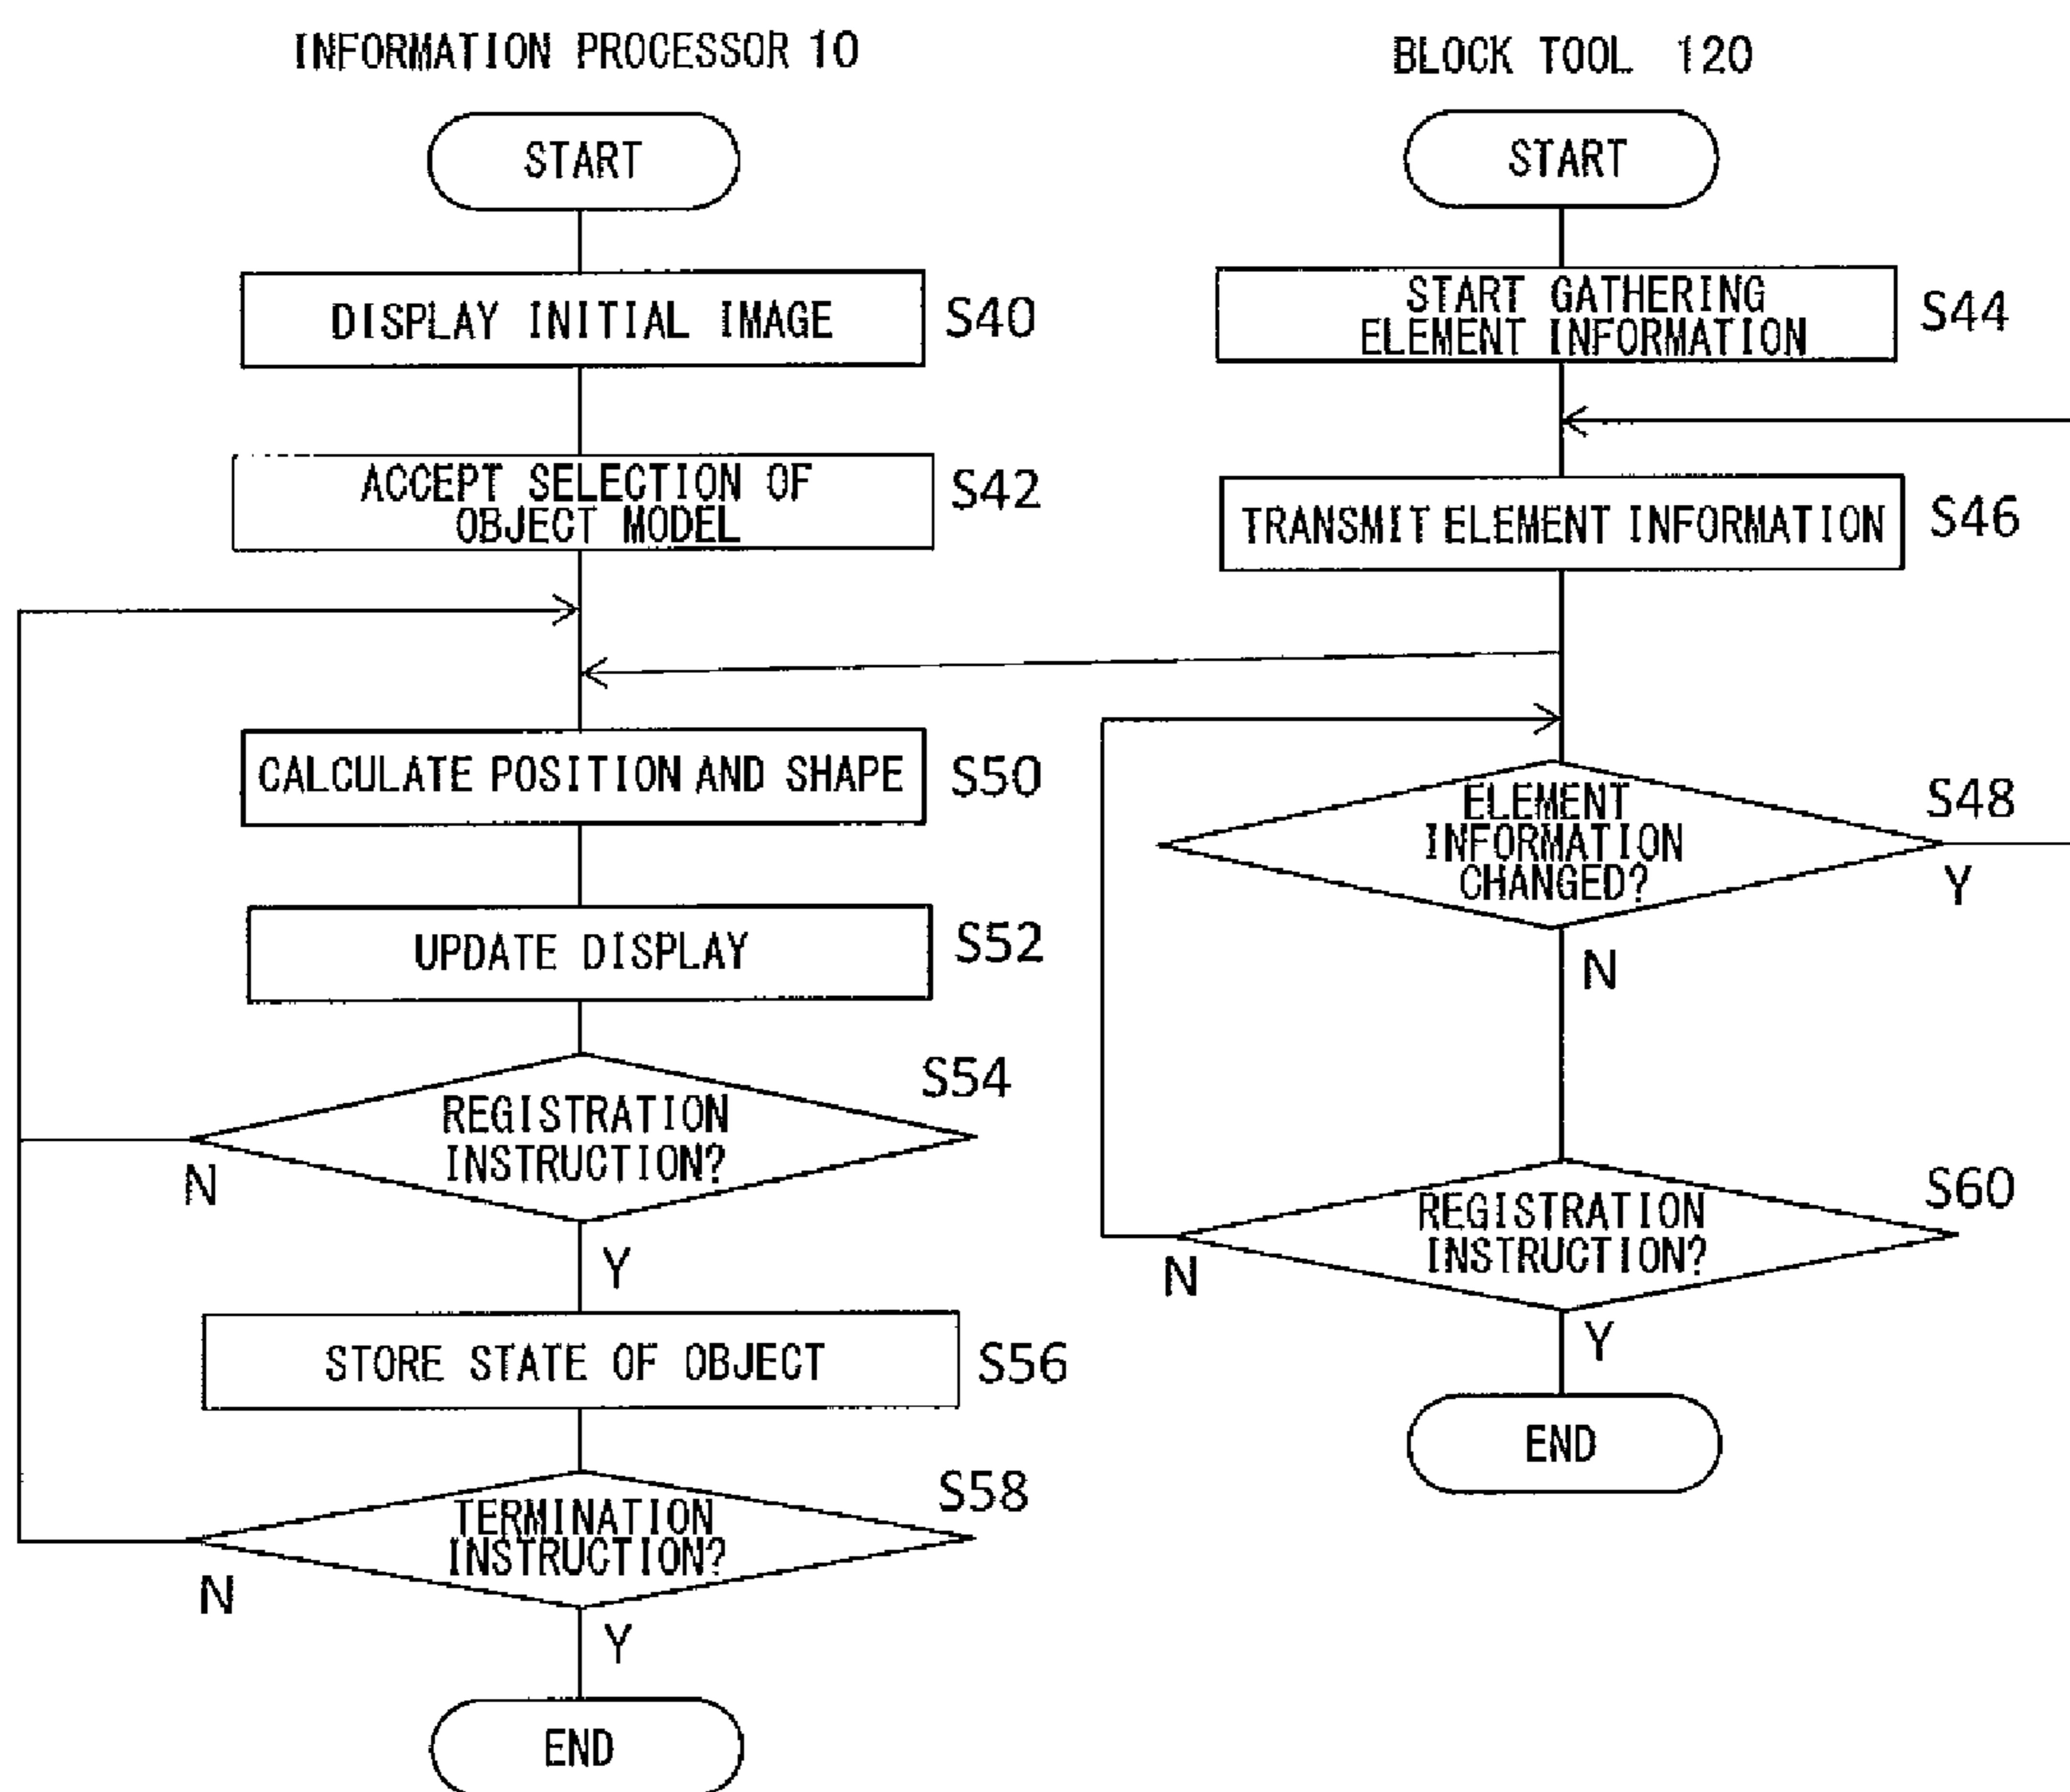 INFORMATION PROCESSOR 10
START
DISPLAY INITIAL IMAGE
S40
ACCEPT SELECTION OF
OBJECT MODEL
S42
CALCULATE POSITION AND SHAPE
S50
UPDATE DISPLAY
S52
REGISTRATION
INSTRUCTION?
S54
N
Y
STORE STATE OF OBJECT
S56
TERMINATION
INSTRUCTION?
S58
N
Y
END
BLOCK TOOL 120
START
START GATHERING
ELEMENT INFORMATION
S44
TRANSMIT ELEMENT INFORMATION
S46
ELEMENT
INFORMATION
CHANGED?
S48
Y
N
REGISTRATION
INSTRUCTION?
S60
N
Y
END